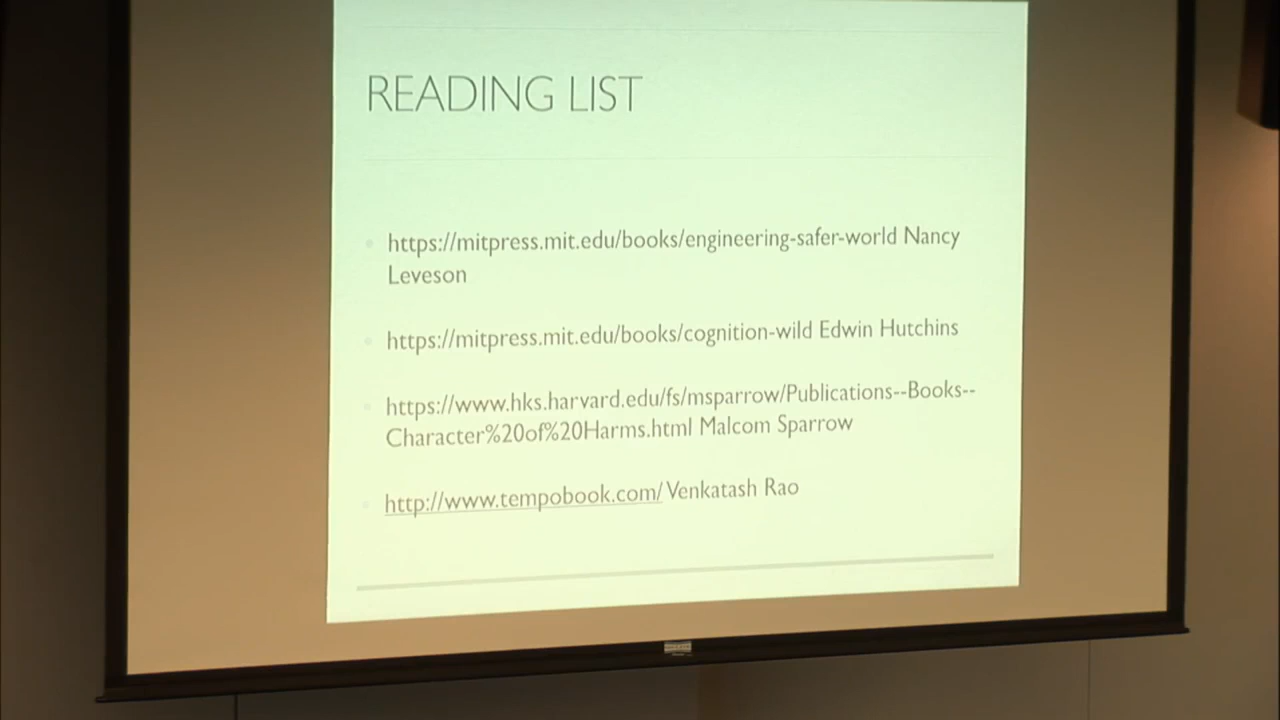 READING LIST
https://mitpress.mit.edu/books/engineering-safer-world Nancy
Leveson
https://mitpress.mit.edu/books/cognition-wild Edwin Hutchins
https://www.hks.harvard.edu/fs/msparrow/Publications--Books--
Character%20of%20Harms.html Malcom Sparrow
http://www.tempobook.com/ Venkatash Rao